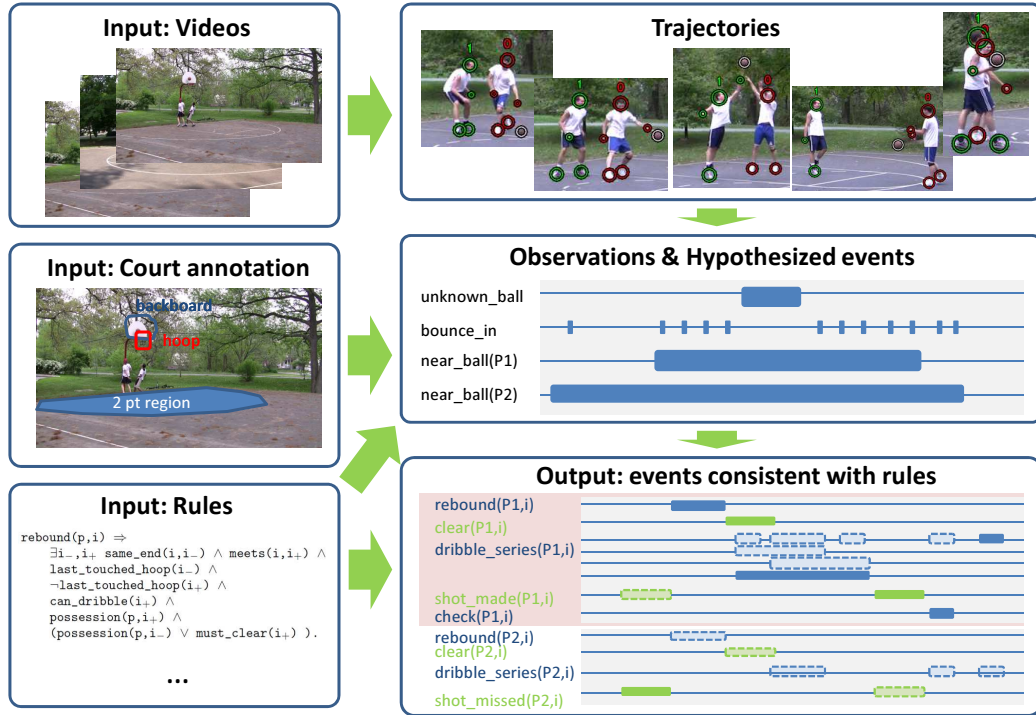 Input: Videos
Trajectories
1
0
1
0
1
0
1
0
1
Input: Court annotation
backboard
hoop
2 pt region
Observations & Hypothesized events
unknown_ball
bounce_in
near_ball(P1)
near_ball(P2)
Input: Rules
rebound(p,i) ⇒
∃i₋,i₊ same_end(i,i₋) ∧ meets(i,i₊) ∧
last_touched_hoop(i₋) ∧
¬last_touched_hoop(i₊) ∧
can_dribble(i₊) ∧
possession(p,i₊) ∧
(possession(p,i₋) ∨ must_clear(i₊) ).
...
Output: events consistent with rules
rebound(P1,i)
clear(P1,i)
dribble_series(P1,i)
shot_made(P1,i)
check(P1,i)
rebound(P2,i)
clear(P2,i)
dribble_series(P2,i)
shot_missed(P2,i)